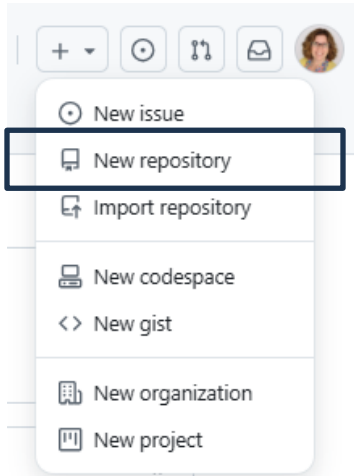 New issue
New repository
Import repository
New codespace
New gist
New organization
New project